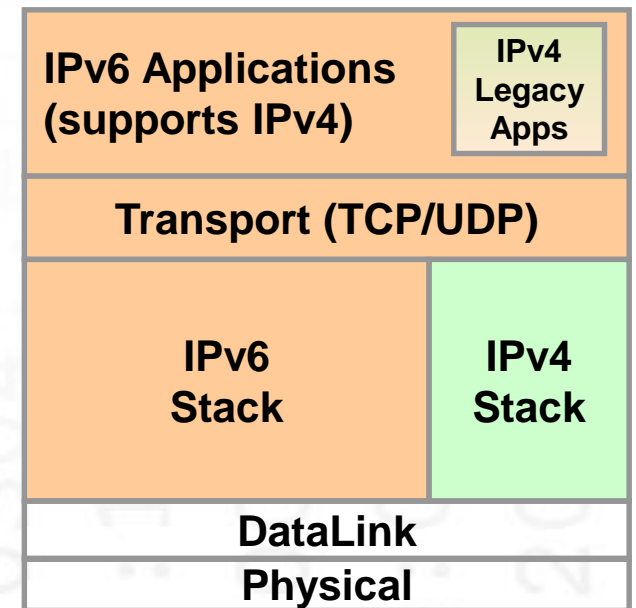 IPv6 Applications
(supports IPv4)
IPv4
Legacy
Apps
Transport (TCP/UDP)
IPv6
Stack
IPv4
Stack
DataLink
Physical